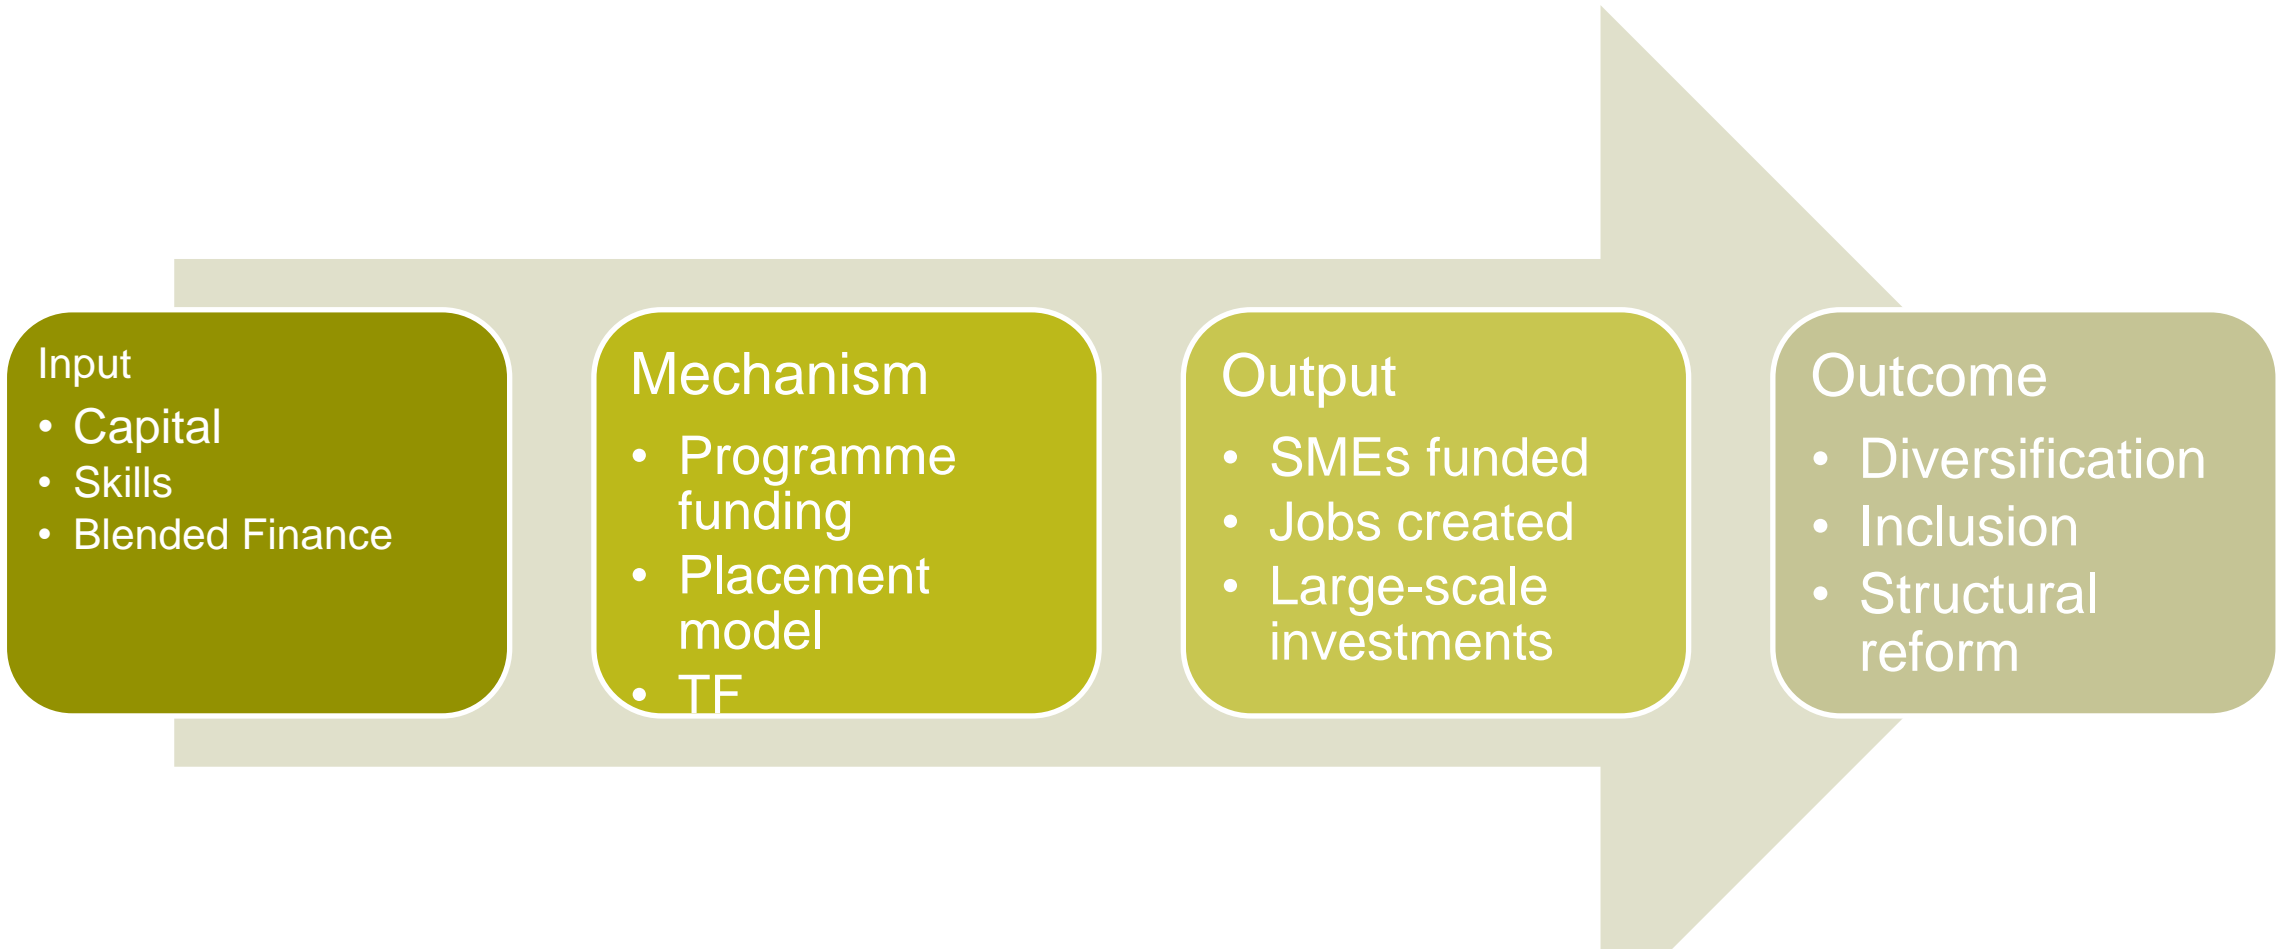 Input
• Capital
• Skills
• Blended Finance
Mechanism
• Programme
funding
• Placement
model
• TF
Output
• SMEs funded
• Jobs created
• Large-scale
investments
Outcome
• Diversification
• Inclusion
• Structural
reform